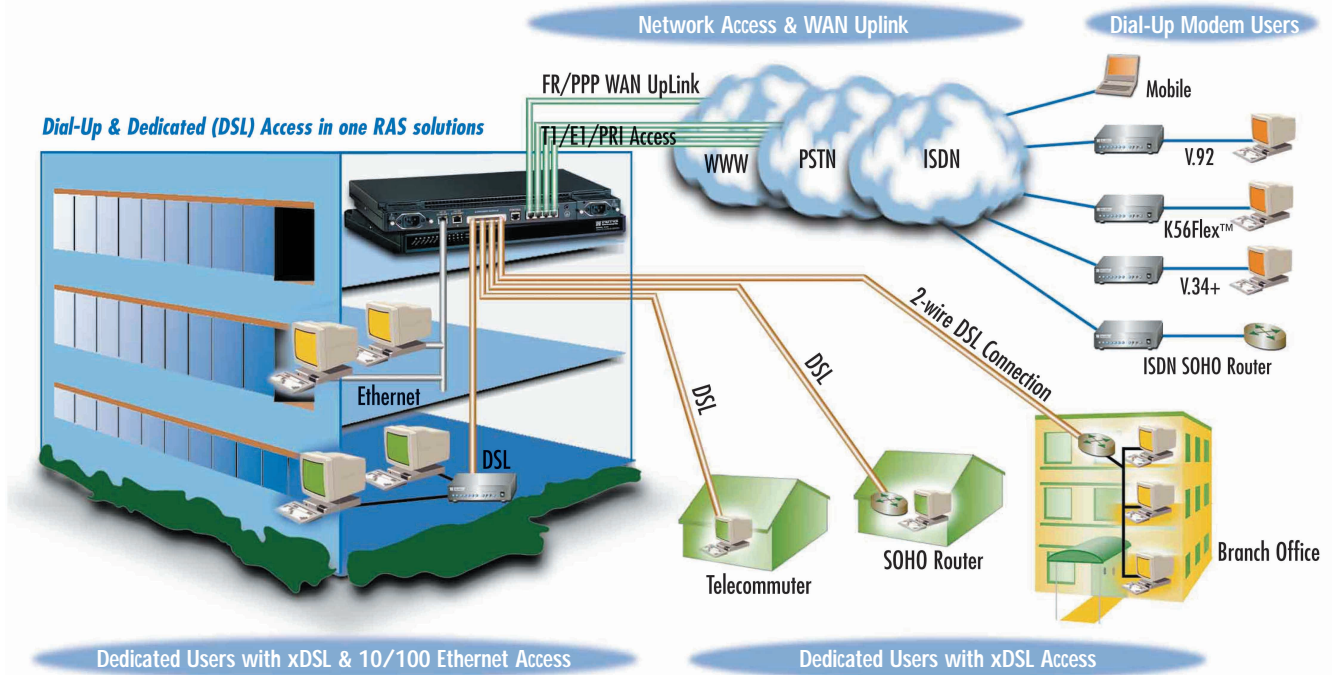 Network Access & WAN Uplink
Dial-Up Modem Users
FR/PPP WAN UpLink
Mobile
Dial-Up & Dedicated (DSL) Access in one RAS solutions
T1/E1/PRI Access
WWW
PSTN
ISDN
V.92
K56Flex™
V.34+
2-wire DSL Connection
ISDN SOHO Router
Ethernet
DSL
DSL
DSL
Telecommuter
SOHO Router
Branch Office
Dedicated Users with xDSL & 10/100 Ethernet Access
Dedicated Users with xDSL Access